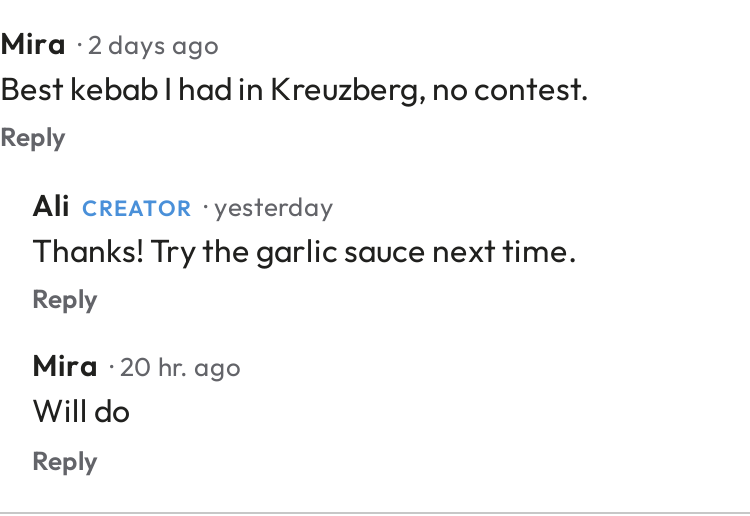 Mira · 2 days ago
Best kebab I had in Kreuzberg, no contest.
Reply
Ali CREATOR · yesterday
Thanks! Try the garlic sauce next time.
Reply
Mira · 20 hr. ago
Will do
Reply